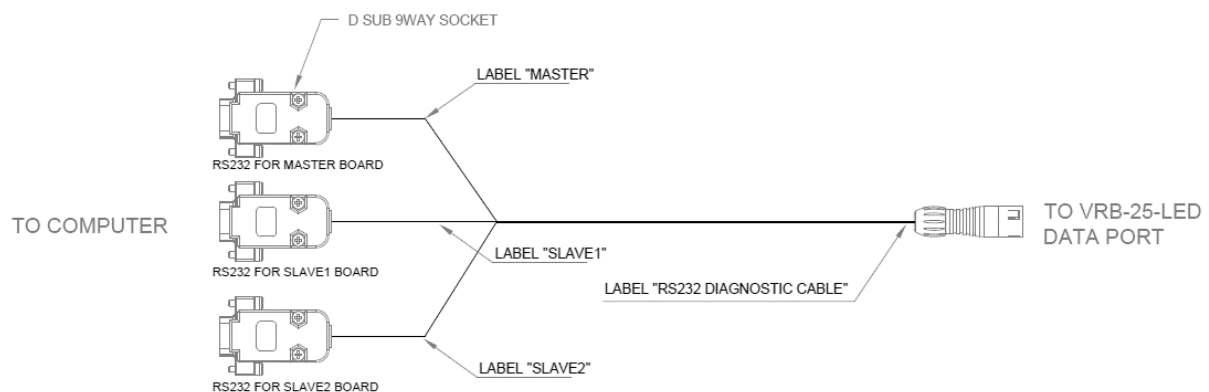 D SUB 9WAY SOCKET
LABEL "MASTER"
RS232 FOR MASTER BOARD
TO COMPUTER
TO VRB-25-LED
DATA PORT
LABEL "SLAVE1"
RS232 FOR SLAVE1 BOARD
LABEL "RS232 DIAGNOSTIC CABLE"
LABEL "SLAVE2"
RS232 FOR SLAVE2 BOARD